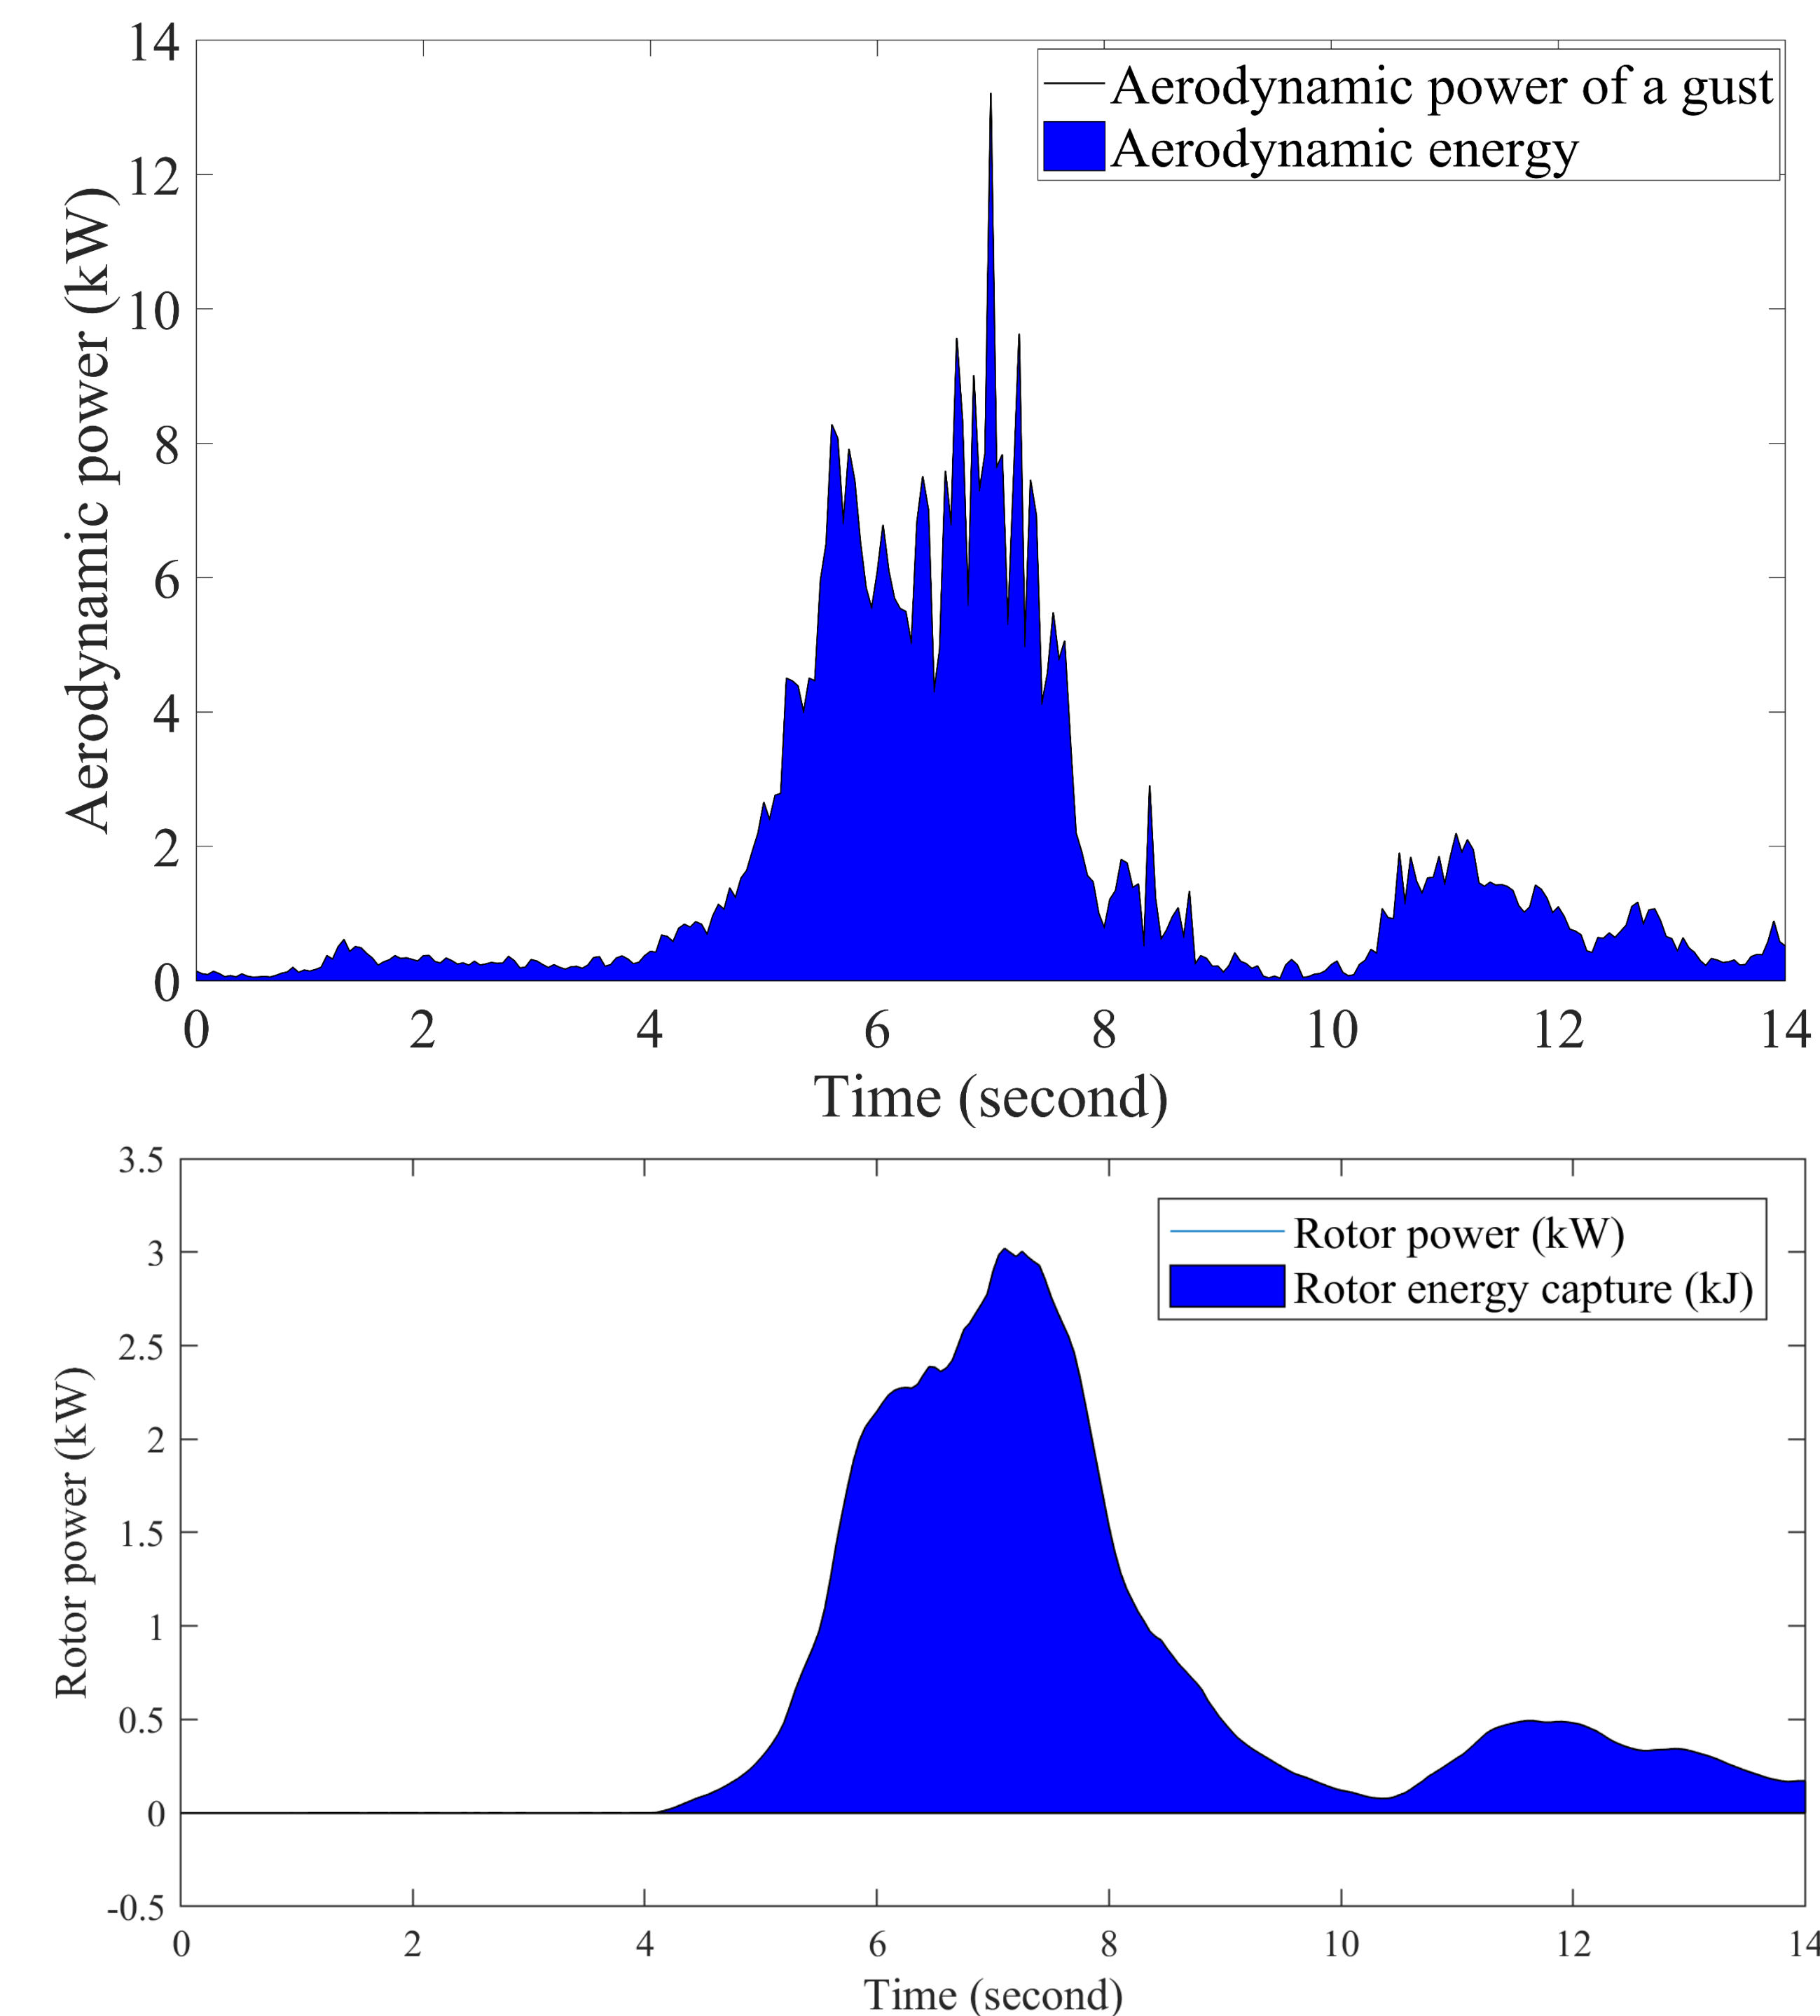 14
12
10
8
6
4
2
0
Aerodynamic power (kW)
Aerodynamic power of a gust
Aerodynamic energy
0 2 4 6 8 10 12 14
Time (second)
3.5
3
2.5
2
1.5
1
0.5
0
-0.5
Rotor power (kW)
Rotor power (kW)
Rotor energy capture (kJ)
0 2 4 6 8 10 12 14
Time (second)